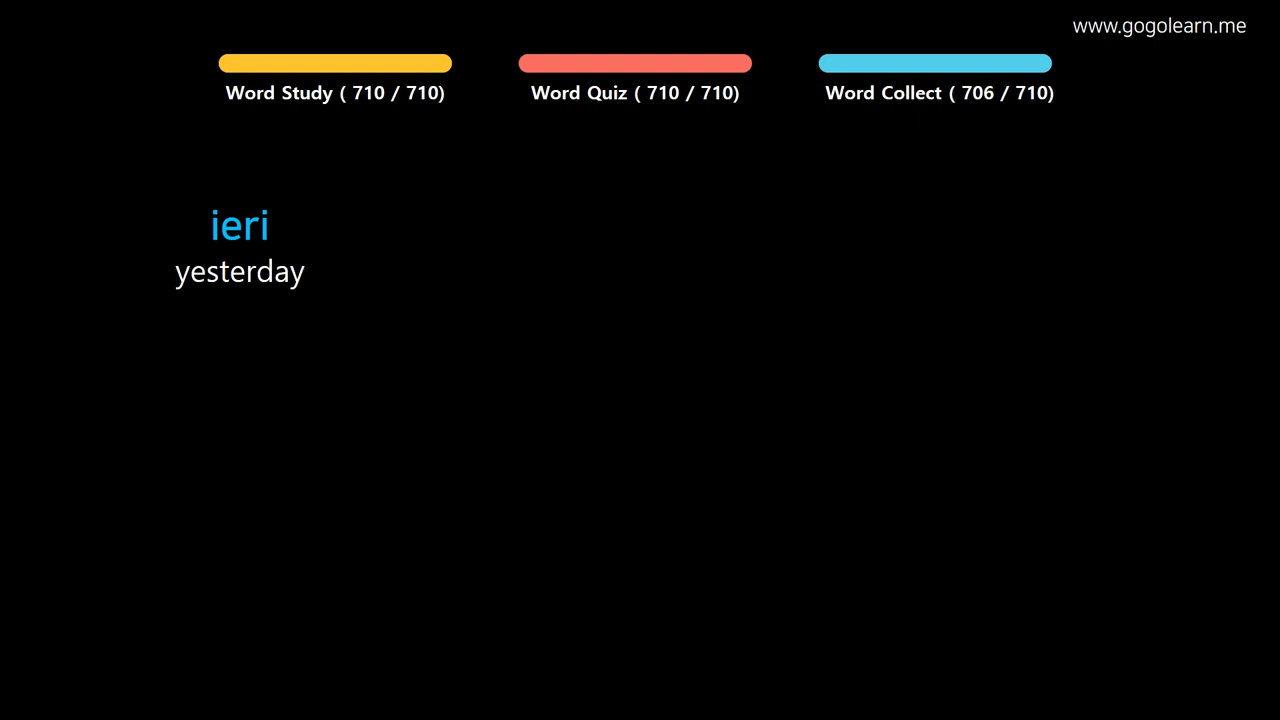 www.gogolearn.me
Word Study ( 710 / 710)
Word Quiz ( 710 / 710)
Word Collect ( 706 / 710)
ieri
yesterday